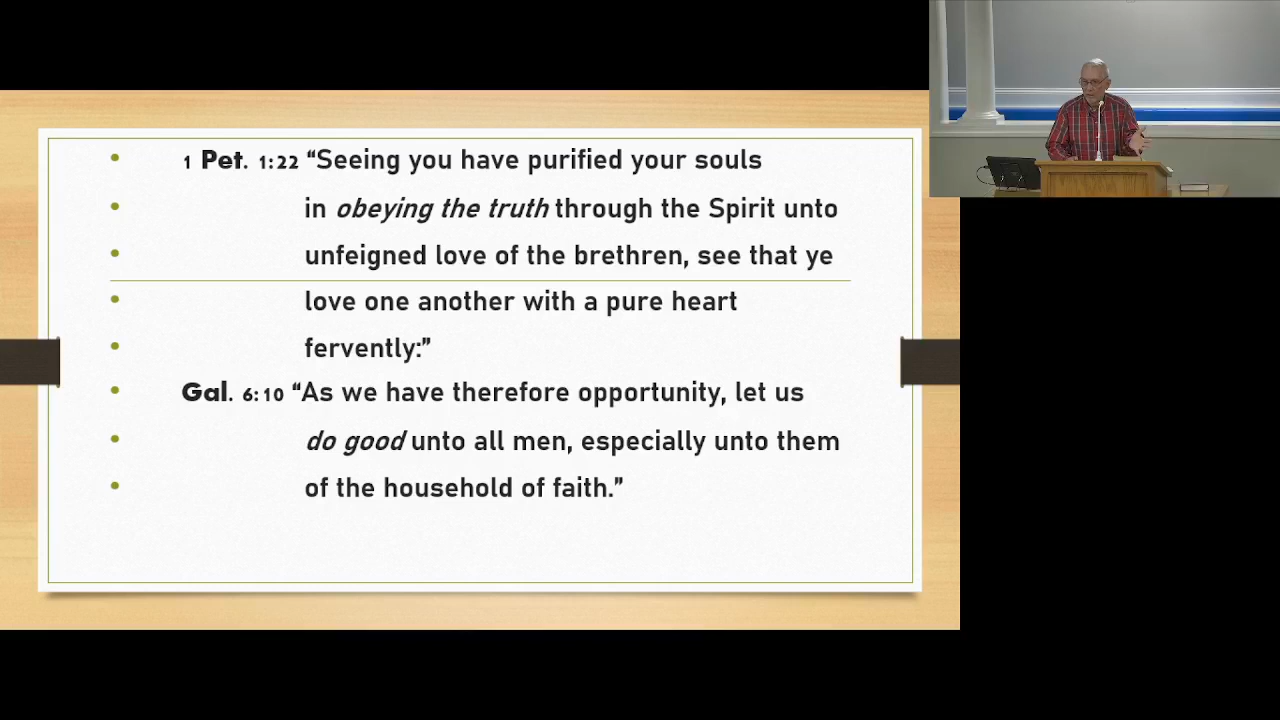 • 1 Pet. 1:22 “Seeing you have purified your souls
• in obeying the truth through the Spirit unto
• unfeigned love of the brethren, see that ye
• love one another with a pure heart
• fervently:”
• Gal. 6:10 “As we have therefore opportunity, let us
• do good unto all men, especially unto them
• of the household of faith.”